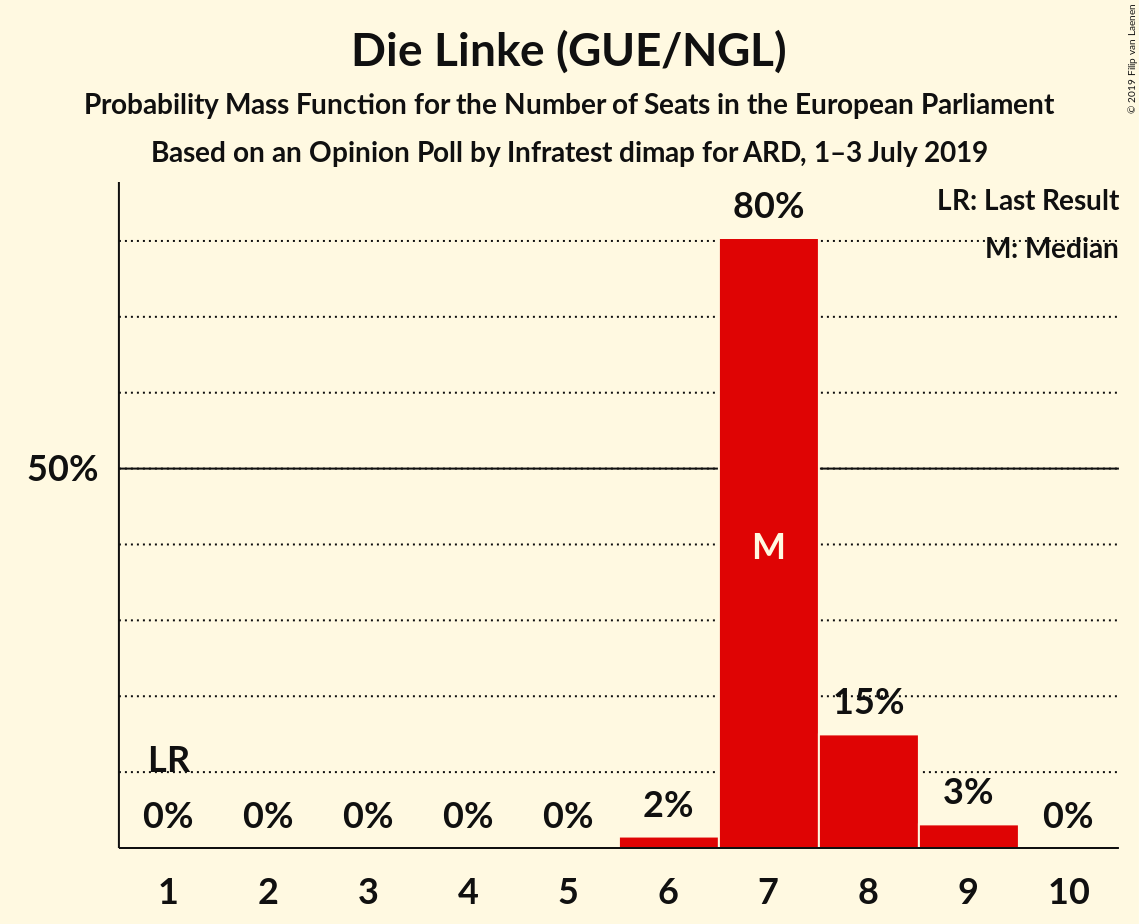 Die Linke (GUE/NGL)
Probability Mass Function for the Number of Seats in the European Parliament
Based on an Opinion Poll by Infratest dimap for ARD, 1–3 July 2019
© 2019 Filip van Laenen
LR: Last Result
M: Median
80%
50%
M
15%
LR
0% 0% 0% 0% 0% 2% 3% 0%
1 2 3 4 5 6 7 8 9 10